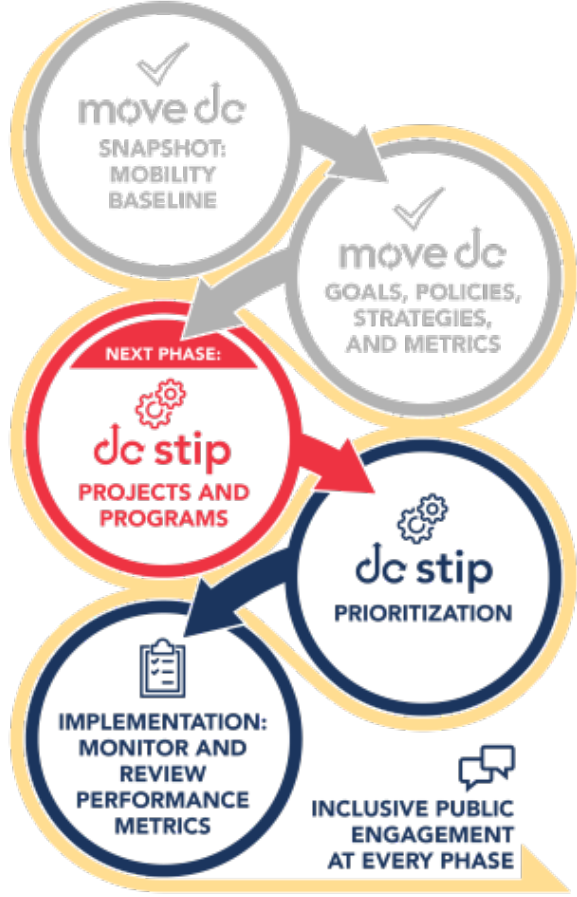 move dc
SNAPSHOT:
MOBILITY
BASELINE
move dc
GOALS, POLICIES,
STRATEGIES,
AND METRICS
NEXT PHASE:
dc stip
PROJECTS AND
PROGRAMS
dc stip
PRIORITIZATION
IMPLEMENTATION:
MONITOR AND
REVIEW
PERFORMANCE
METRICS
INCLUSIVE PUBLIC
ENGAGEMENT
AT EVERY PHASE